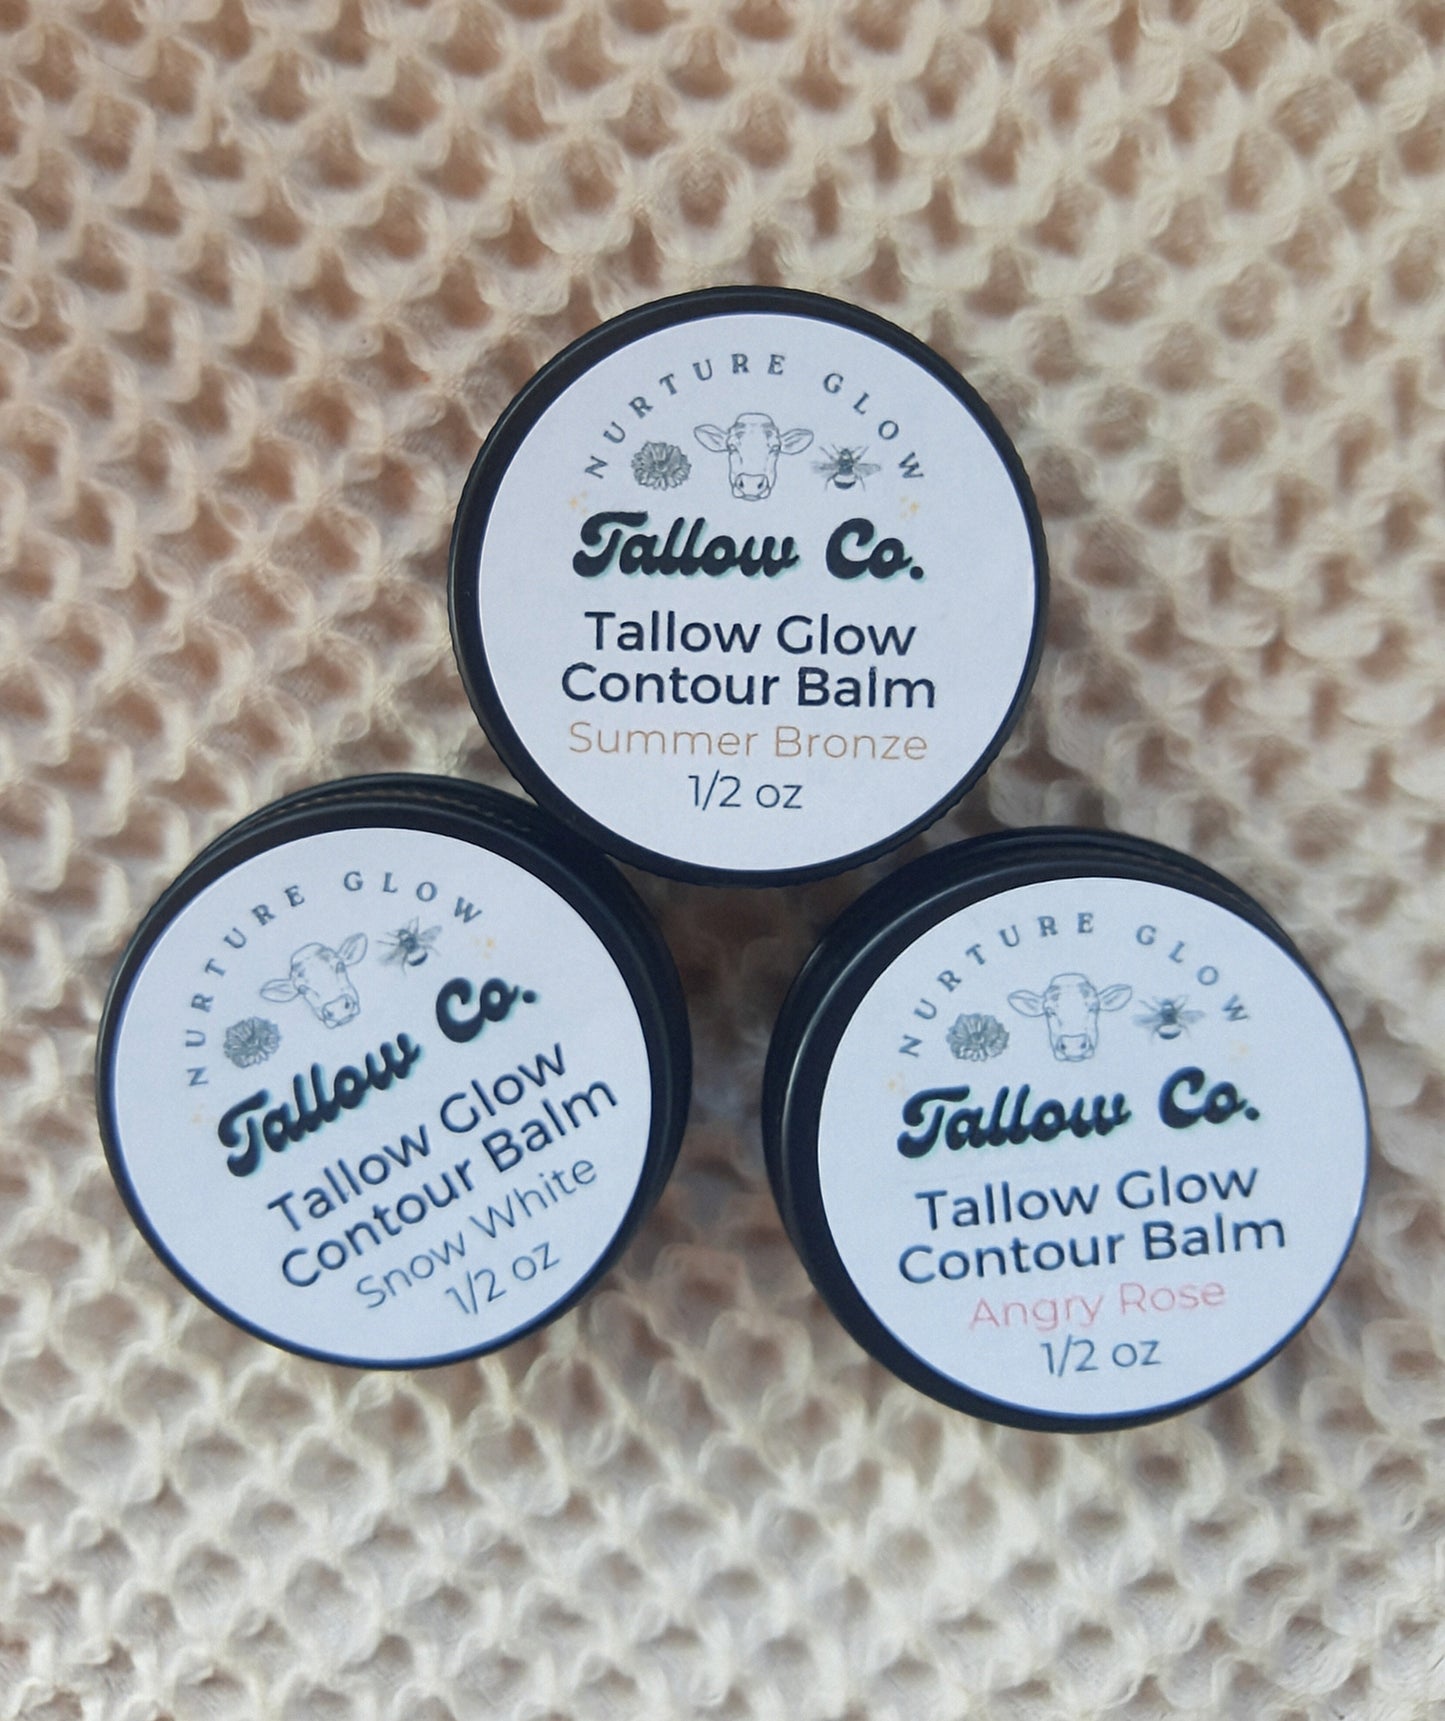 NURTURE GLOW
Tallow Co.
Tallow Glow
Contour Balm
Summer Bronze
1/2 oz
NURTURE GLOW
Tallow Co.
Tallow Glow
Contour Balm
Snow White
1/2 oz
NURTURE GLOW
Tallow Co.
Tallow Glow
Contour Balm
Angry Rose
1/2 oz